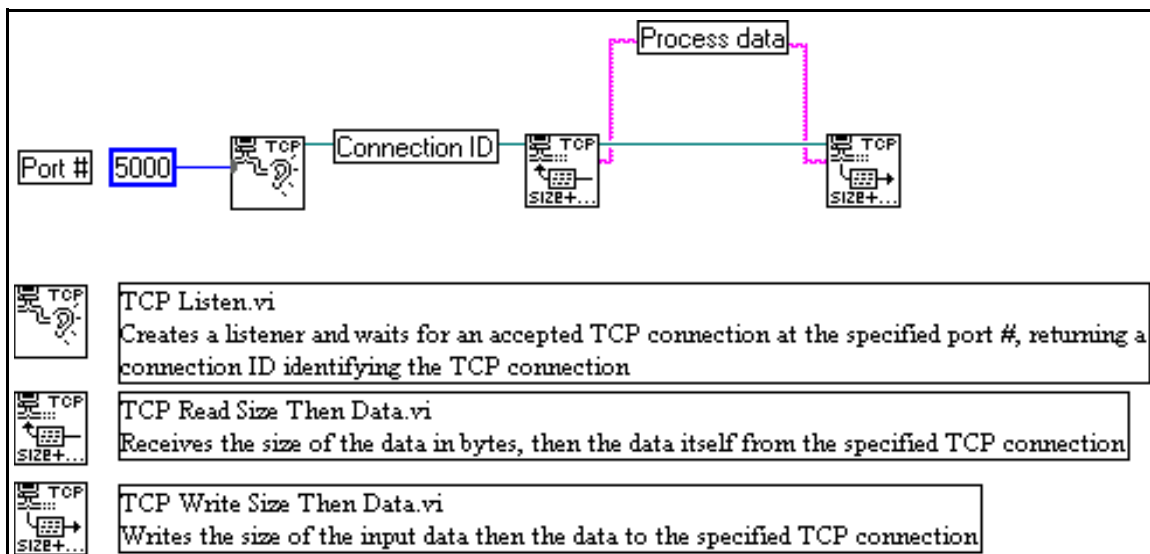 Process data
Port #
5000
TCP
Connection ID
TCP
SIZE+...
TCP
SIZE+...
TCP
TCP Listen.vi
Creates a listener and waits for an accepted TCP connection at the specified port #, returning a
connection ID identifying the TCP connection
TCP
SIZE+...
TCP Read Size Then Data.vi
Receives the size of the data in bytes, then the data itself from the specified TCP connection
TCP
SIZE+...
TCP Write Size Then Data.vi
Writes the size of the input data then the data to the specified TCP connection